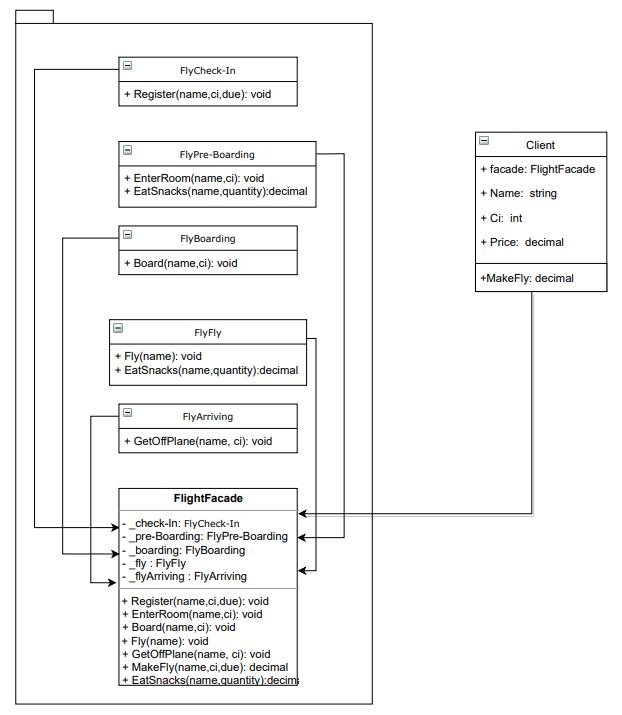 FlyCheck-In
+ Register(name,ci,due): void
FlyPre-Boarding
+ EnterRoom(name,ci): void
+ EatSnacks(name,quantity):decimal
FlyBoarding
+ Board(name,ci): void
FlyFly
+ Fly(name): void
+ EatSnacks(name,quantity):decimal
FlyArriving
+ GetOffPlane(name, ci): void
FlightFacade
- _check-In: FlyCheck-In
- _pre-Boarding: FlyPre-Boarding
- _boarding: FlyBoarding
- _fly : FlyFly
- _flyArriving : FlyArriving
+ Register(name,ci,due): void
+ EnterRoom(name,ci): void
+ Board(name,ci): void
+ Fly(name): void
+ GetOffPlane(name, ci): void
+ MakeFly(name,ci,due): decimal
+ EatSnacks(name,quantity):decima
Client
+ facade: FlightFacade
+ Name: string
+ Ci: int
+ Price: decimal
+MakeFly: decimal